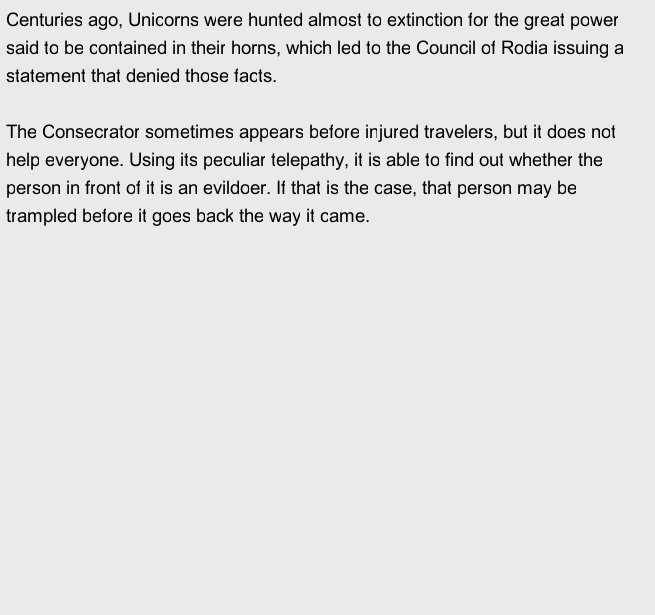 Centuries ago, Unicorns were hunted almost to extinction for the great power
said to be contained in their horns, which led to the Council of Rodia issuing a
statement that denied those facts.
The Consecrator sometimes appears before injured travelers, but it does not
help everyone. Using its peculiar telepathy, it is able to find out whether the
person in front of it is an evildoer. If that is the case, that person may be
trampled before it goes back the way it came.